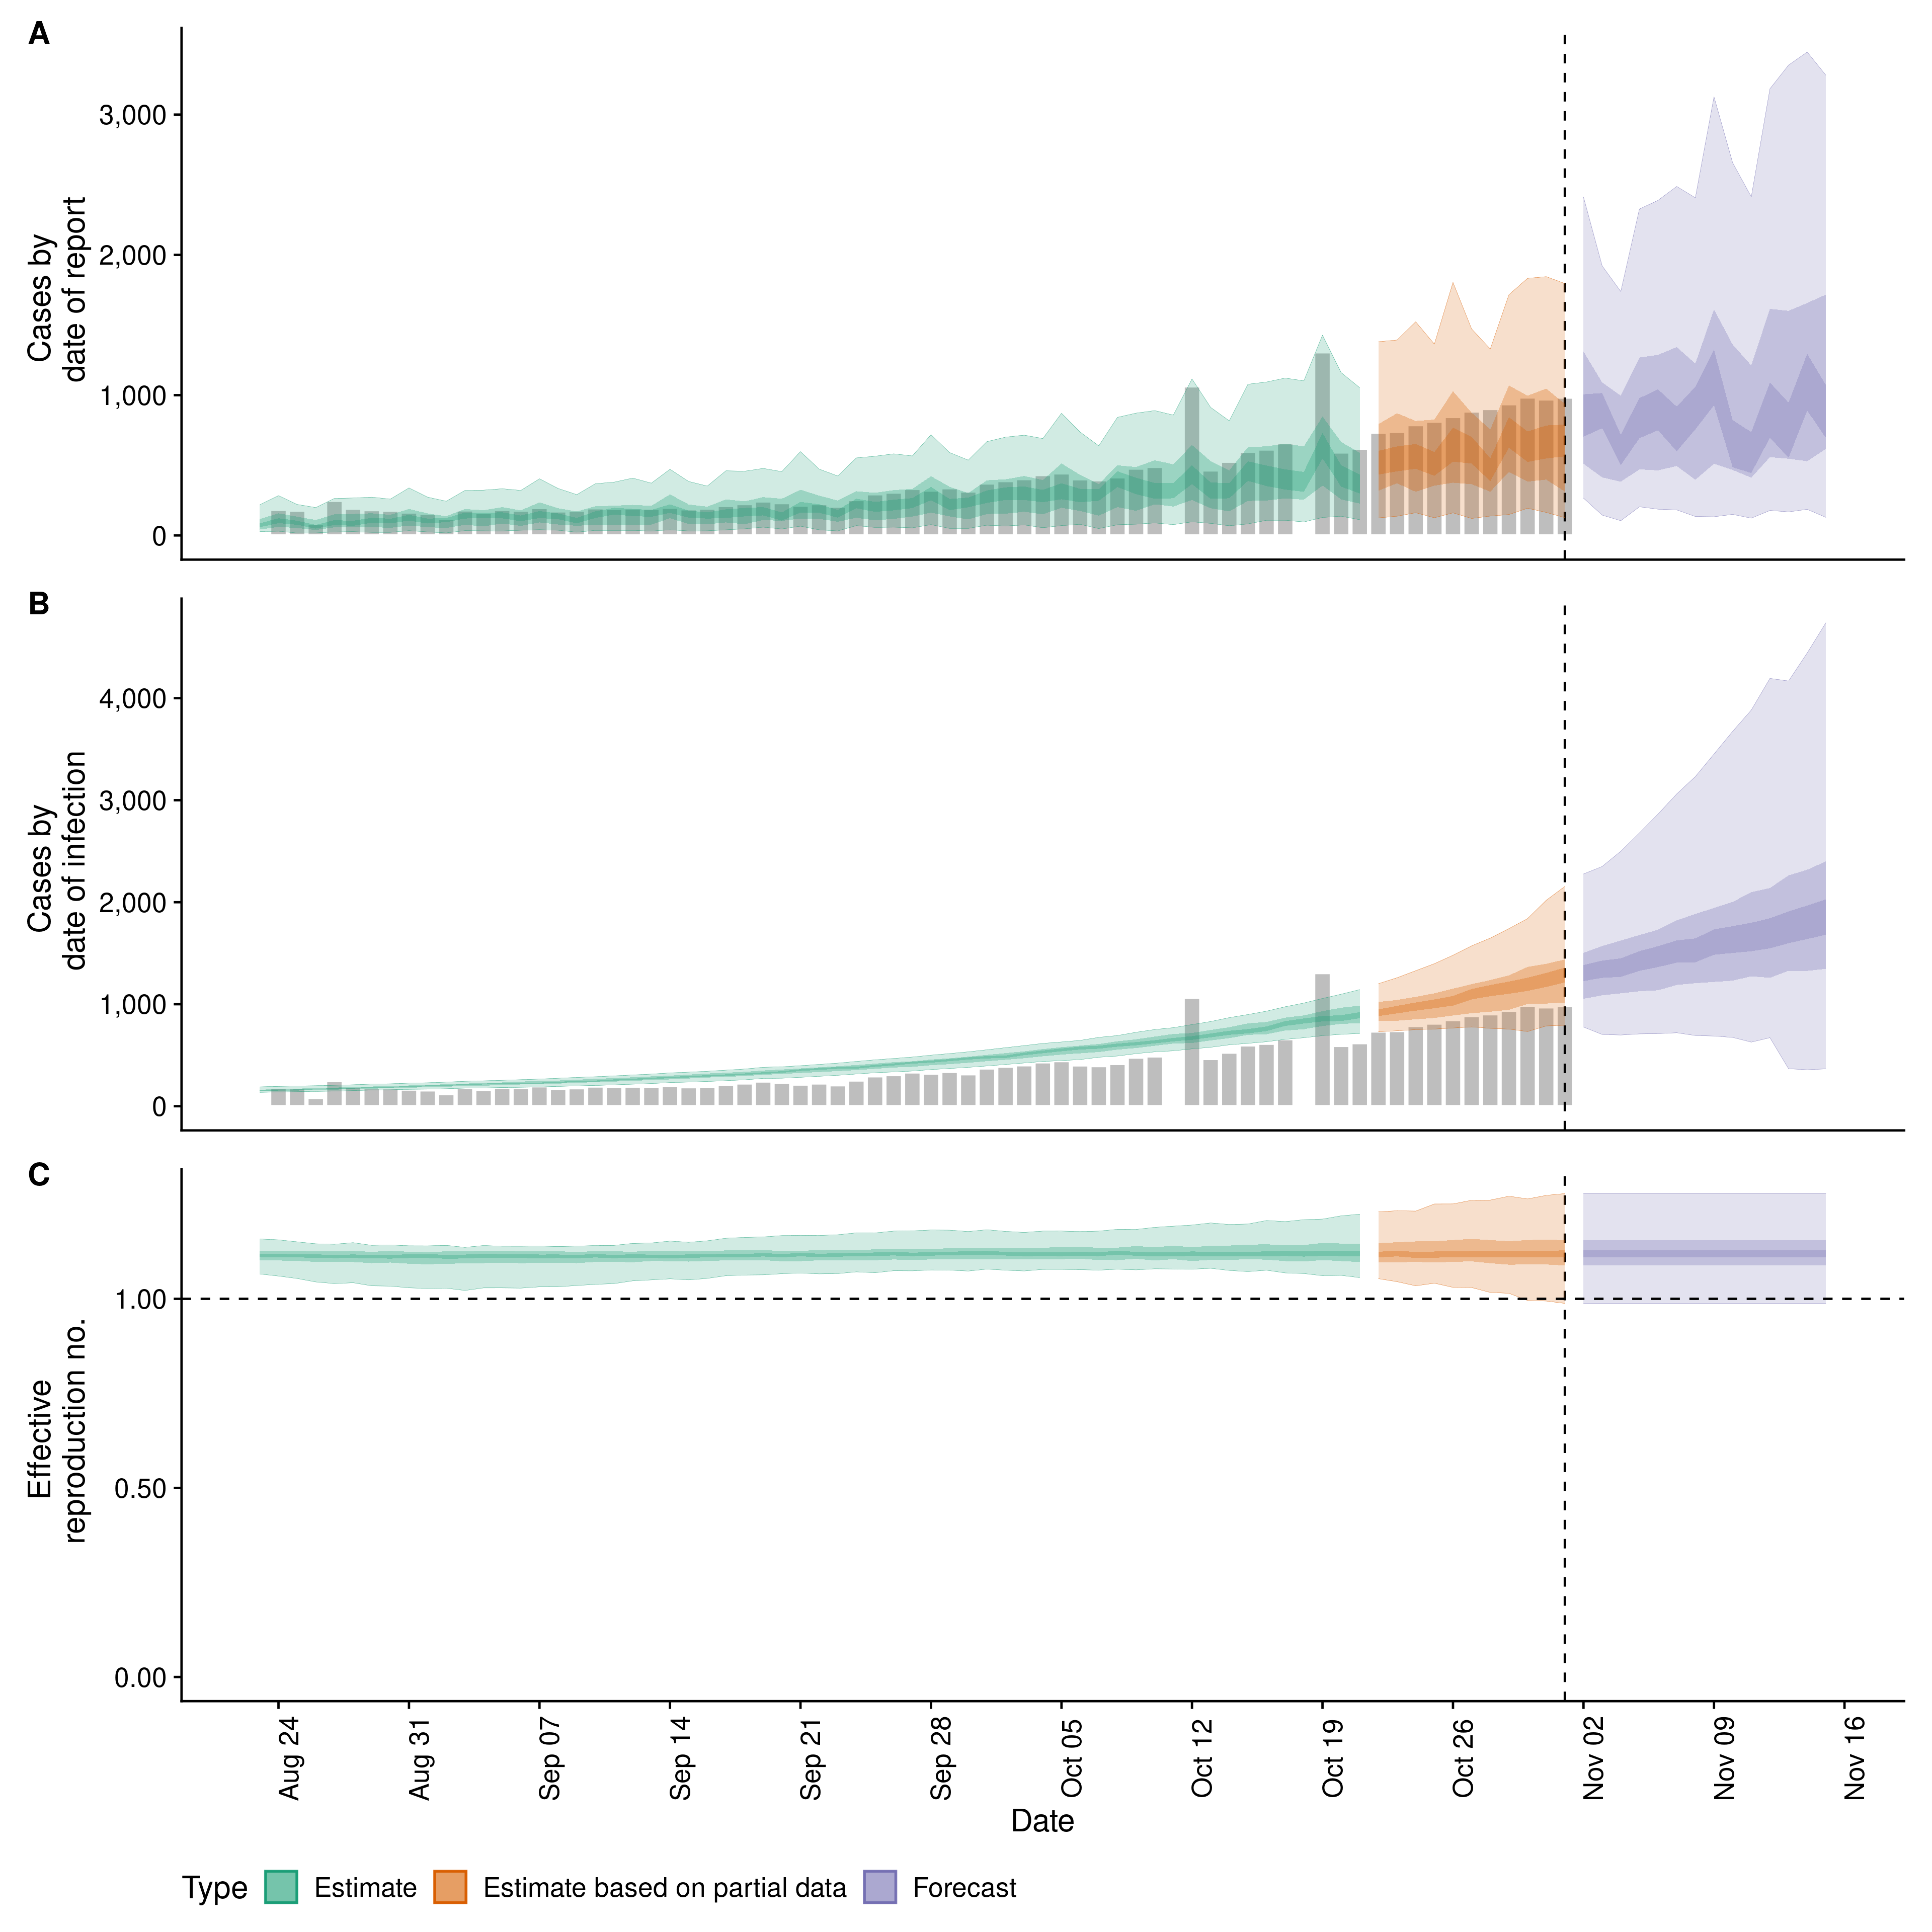 A
Cases by
date of report
3,000
2,000
1,000
0
B
Cases by
date of infection
4,000
3,000
2,000
1,000
0
C
Effective
reproduction no.
1.00
0.50
0.00
Aug 24
Aug 31
Sep 07
Sep 14
Sep 21
Sep 28
Oct 05
Oct 12
Oct 19
Oct 26
Nov 02
Nov 09
Nov 16
Date
Type Estimate Estimate based on partial data Forecast